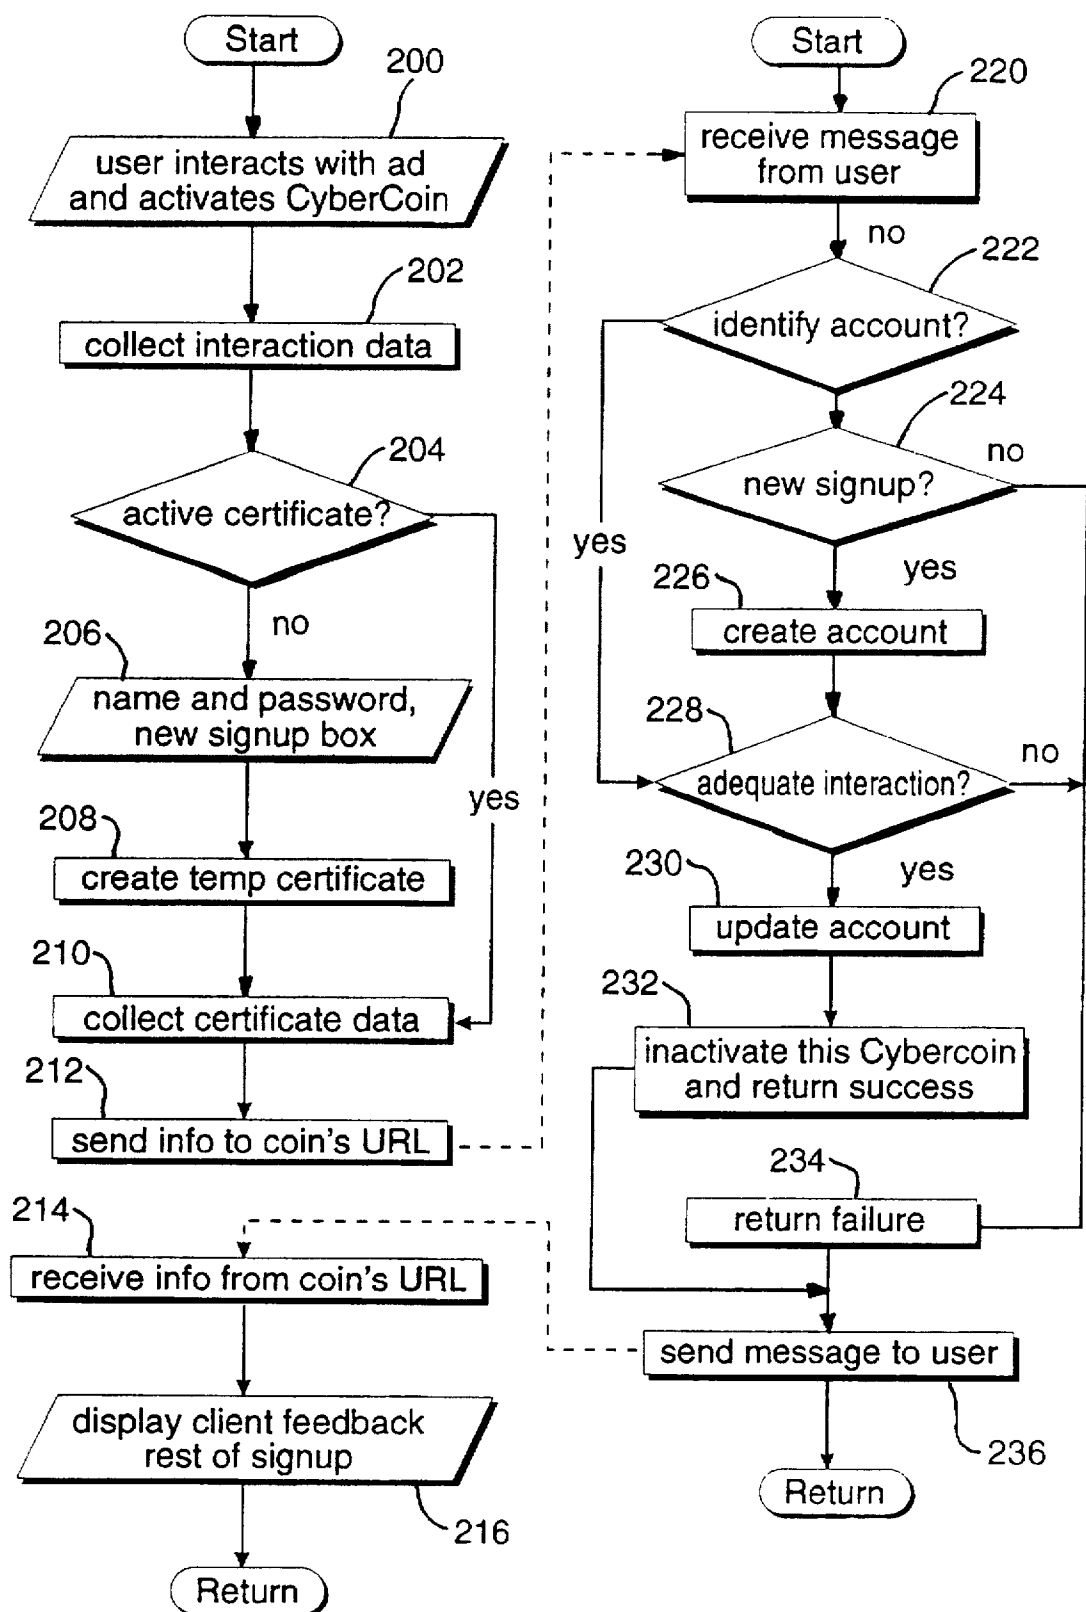 Start
200
user interacts with ad
and activates CyberCoin
202
collect interaction data
204
active certificate?
no
yes
206
name and password,
new signup box
208
create temp certificate
210
collect certificate data
212
send info to coin's URL
214
receive info from coin's URL
display client feedback
rest of signup
216
Return
Start
220
receive message
from user
no
222
identify account?
yes
224
new signup?
no
yes
226
create account
228
adequate interaction?
no
yes
230
update account
232
inactivate this Cybercoin
and return success
234
return failure
send message to user
236
Return